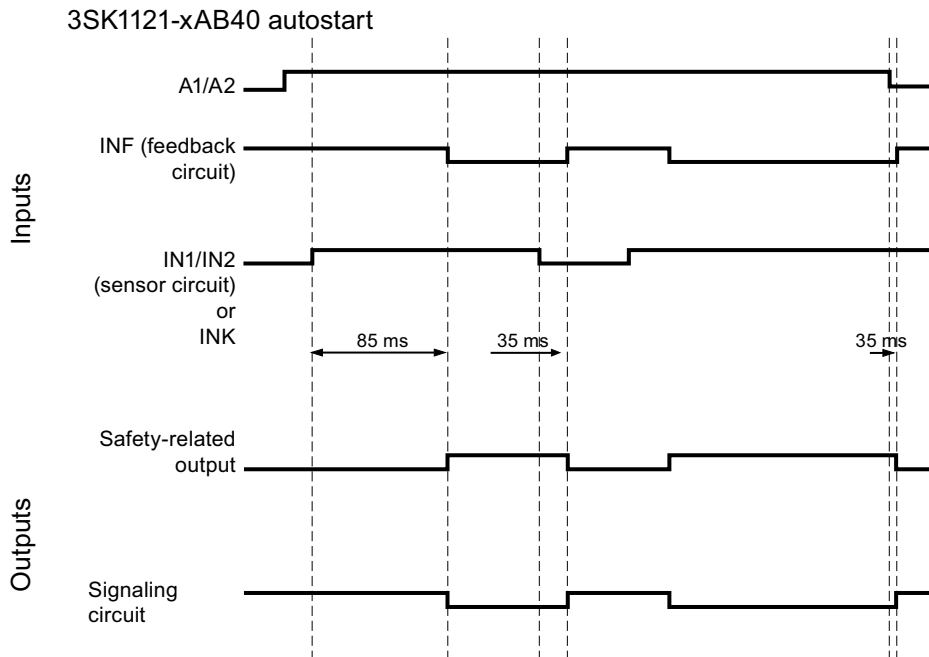 3SK1121-xAB40 autostart
Inputs
A1/A2
INF (feedback
circuit)
IN1/IN2
(sensor circuit)
or
INK
85 ms
35 ms
35 ms
Outputs
Safety-related
output
Signaling
circuit